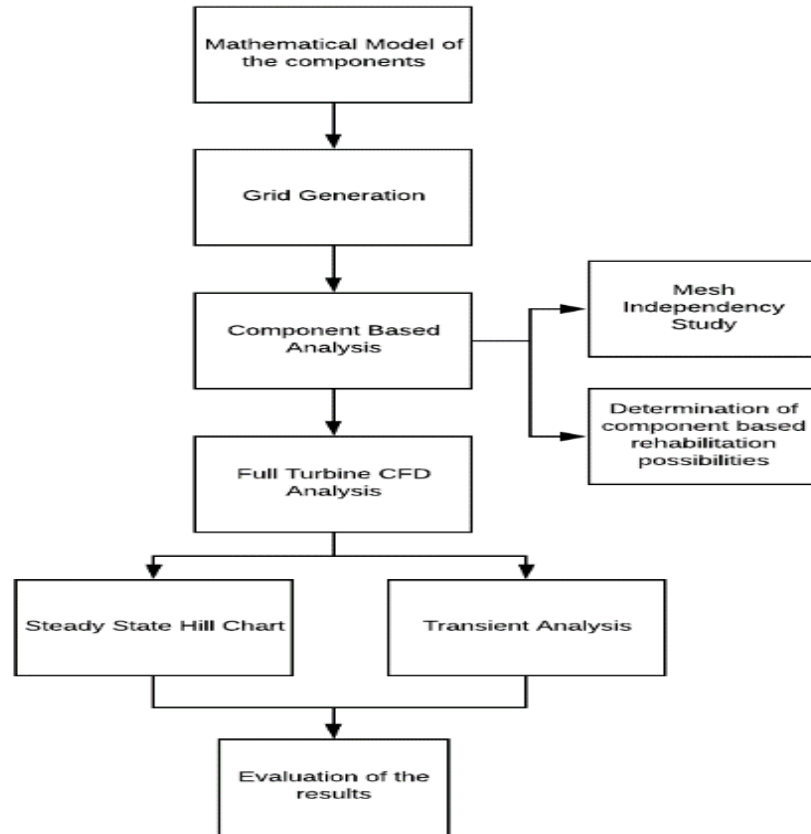 Mathematical Model of
the components
Grid Generation
Component Based
Analysis
Mesh
Independency
Study
Determination of
component based
rehabilitation
possibilities
Full Turbine CFD
Analysis
Steady State Hill Chart
Transient Analysis
Evaluation of the
results